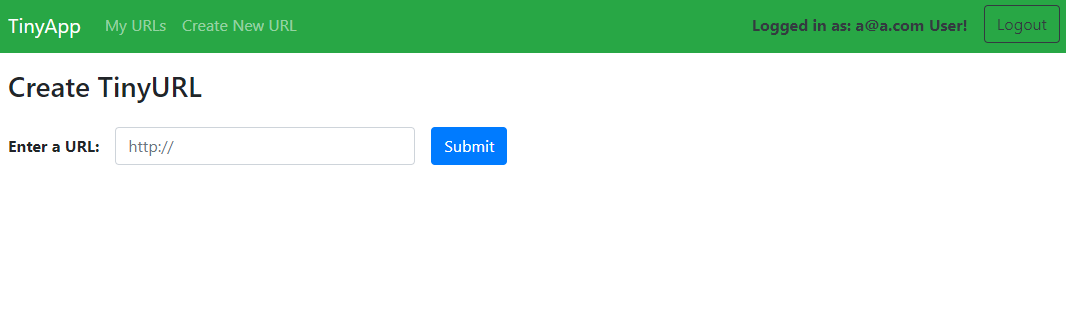 TinyApp My URLs Create New URL Logged in as: a@a.com User! Logout
Create TinyURL
Enter a URL: http:// Submit